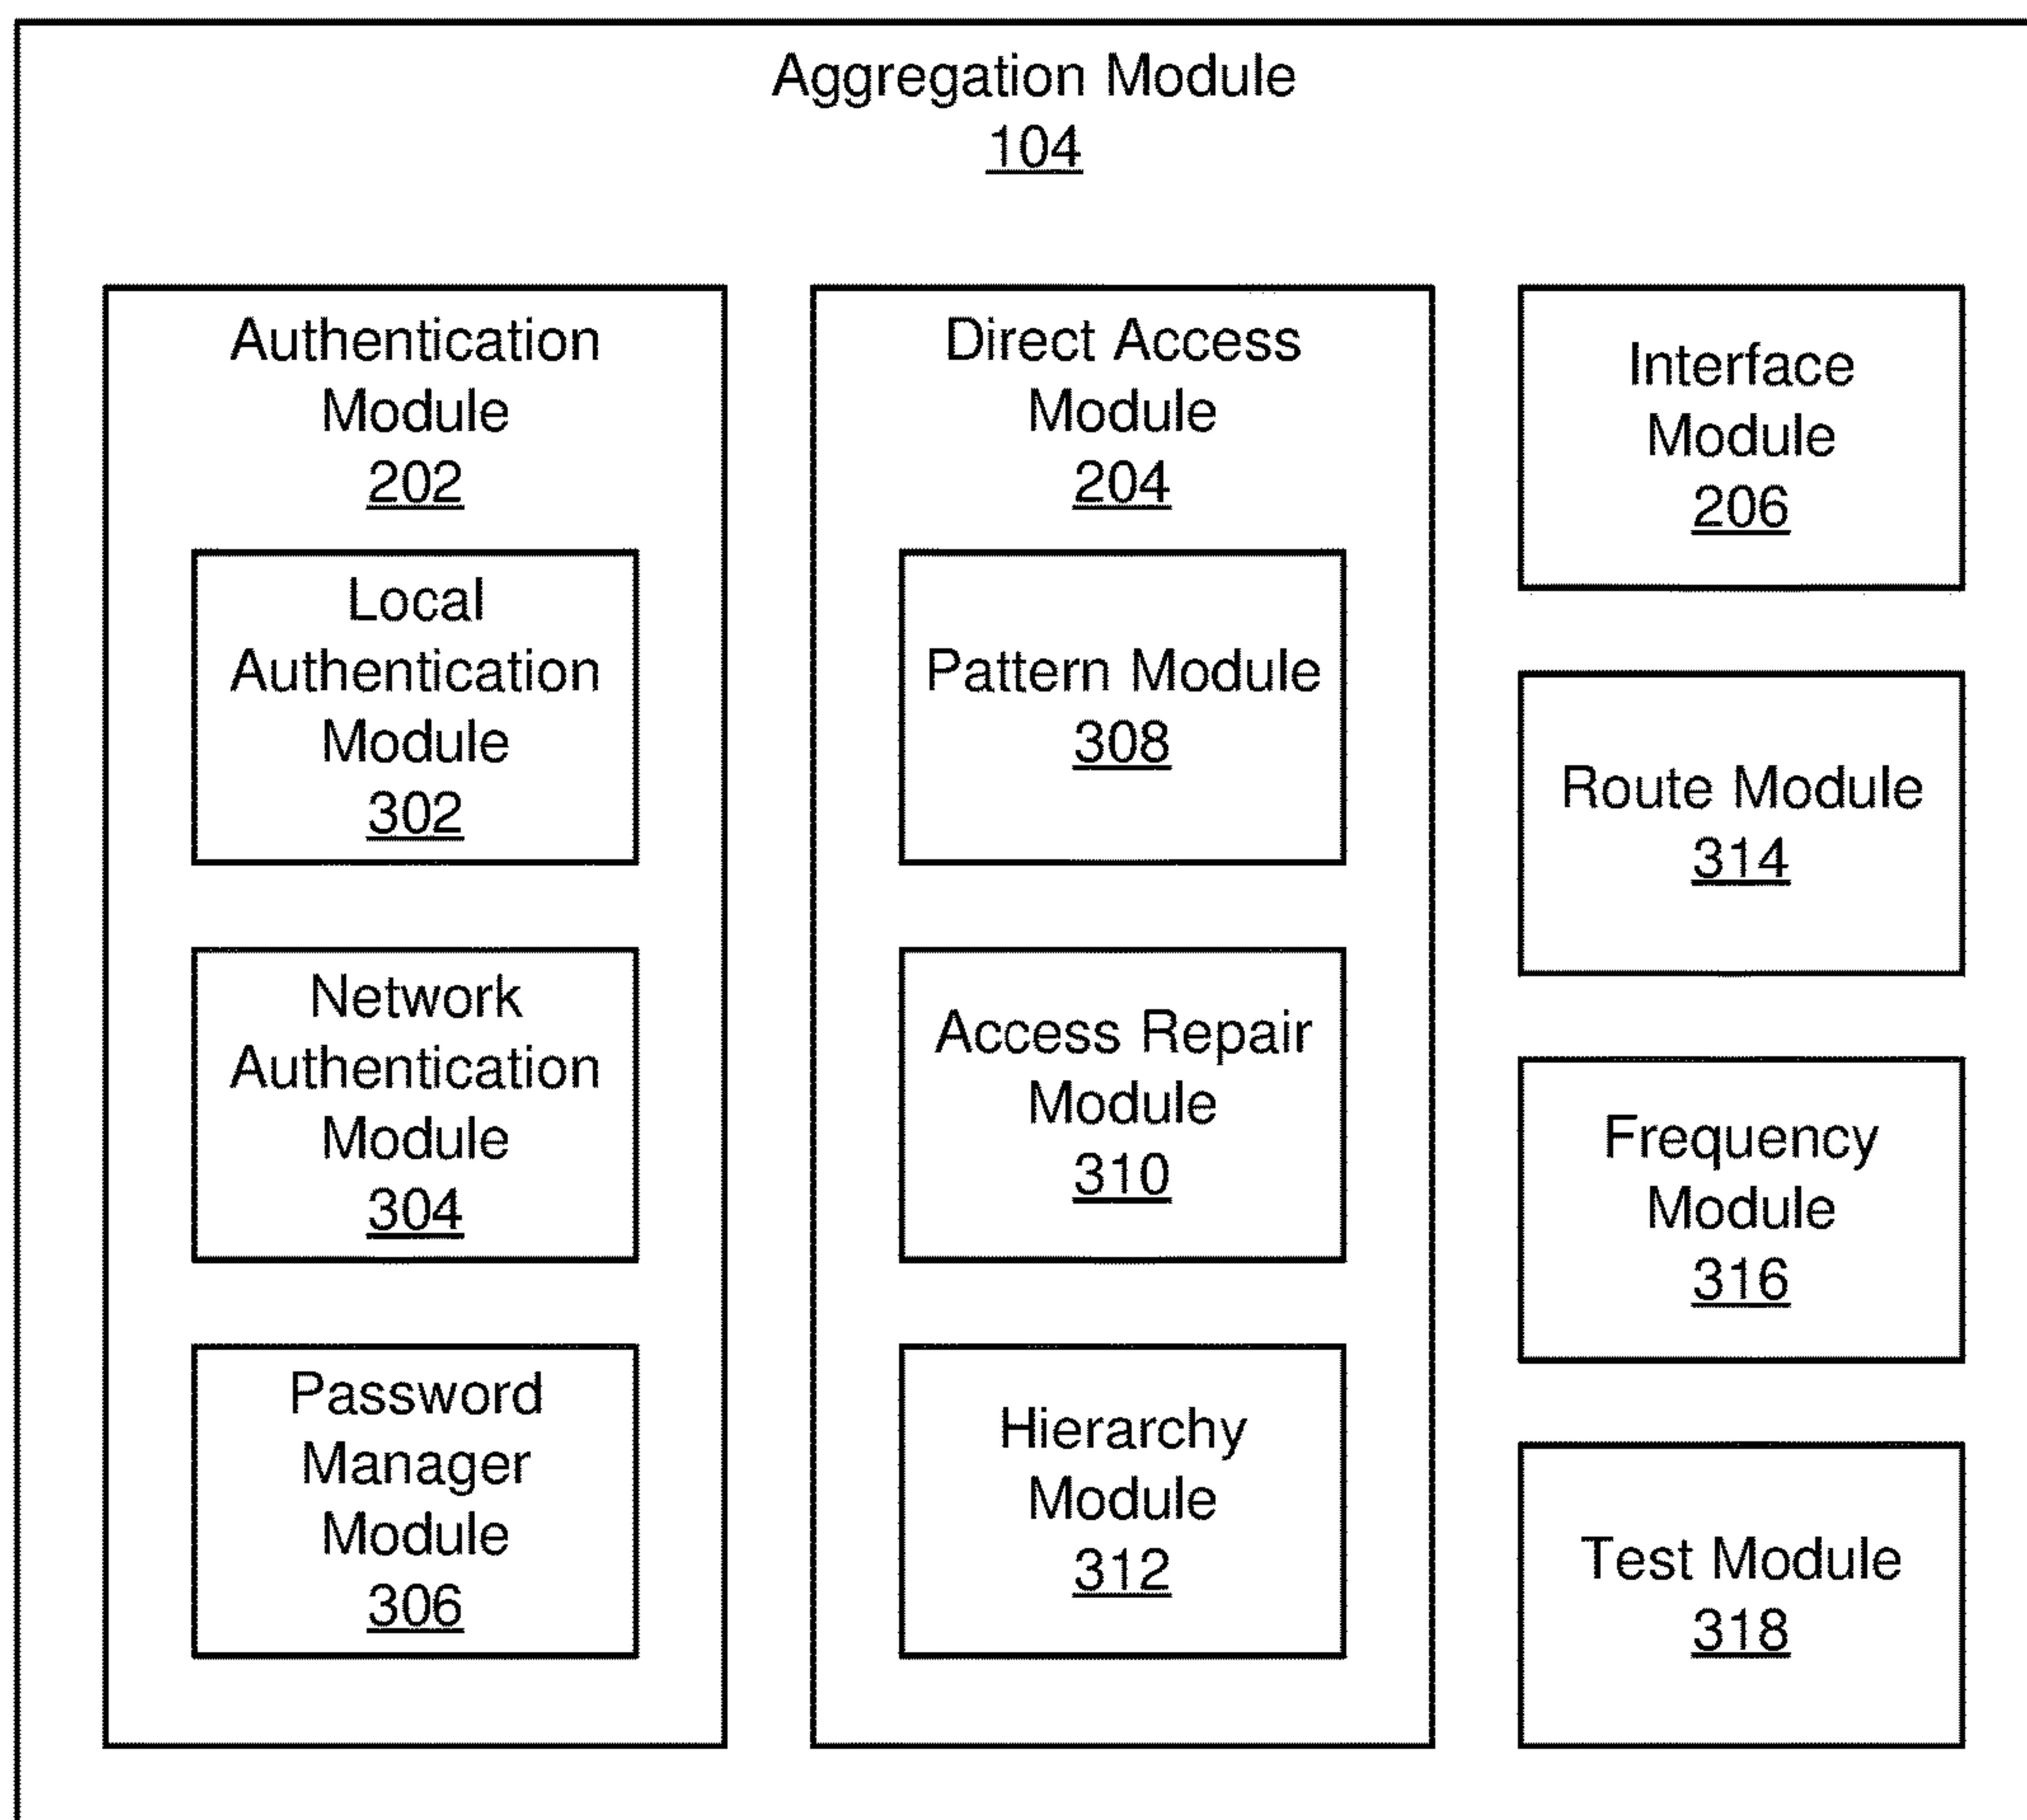 Aggregation Module
104
Authentication
Module
202
Local
Authentication
Module
302
Network
Authentication
Module
304
Password
Manager
Module
306
Direct Access
Module
204
Pattern Module
308
Access Repair
Module
310
Hierarchy
Module
312
Interface
Module
206
Route Module
314
Frequency
Module
316
Test Module
318